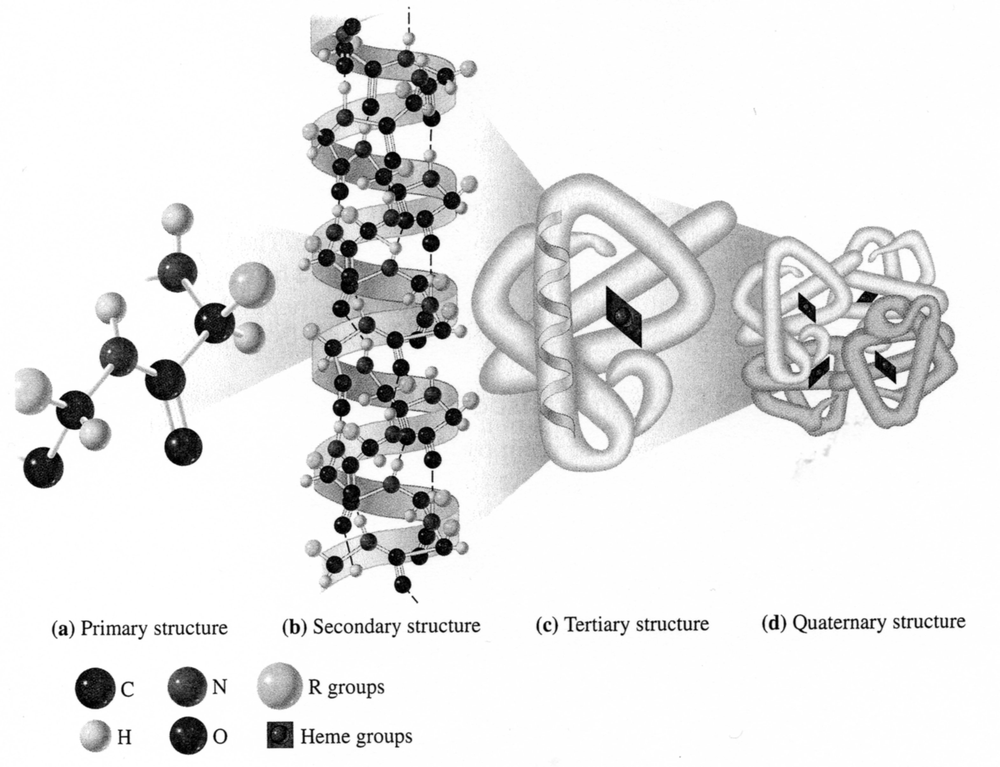 (a) Primary structure (b) Secondary structure (c) Tertiary structure (d) Quaternary structure
C N R groups
H O Heme groups